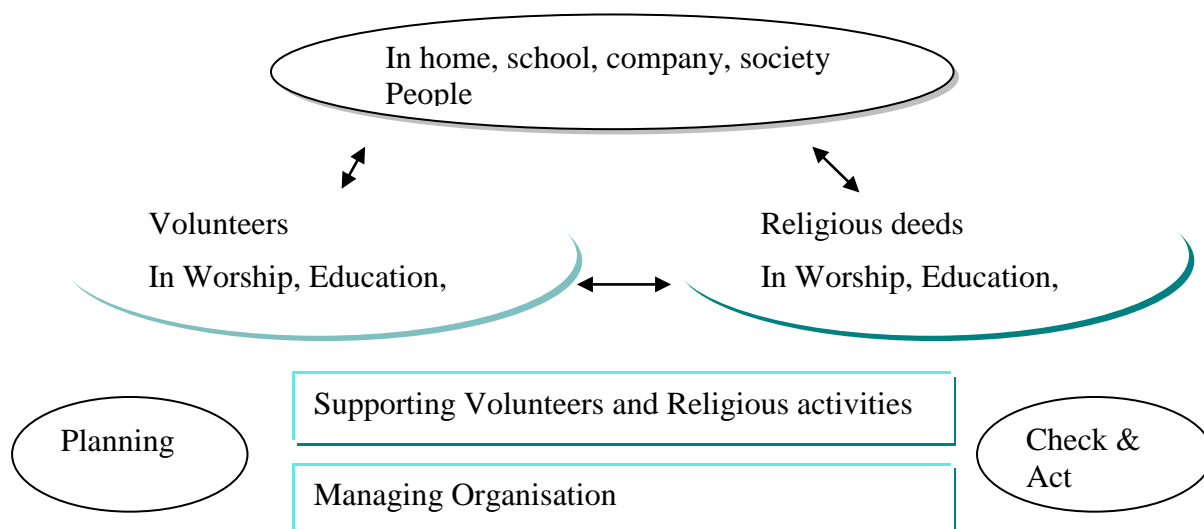 In home, school, company, society
People
Volunteers
In Worship, Education,
Religious deeds
In Worship, Education,
Supporting Volunteers and Religious activities
Planning
Check &
Act
Managing Organisation